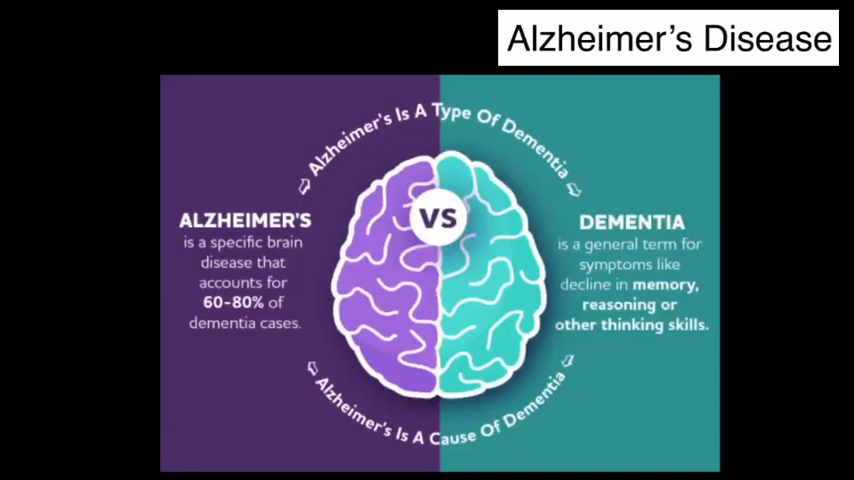 Alzheimer's Disease
Alzheimer's Is A Type Of Dementia
VS
ALZHEIMER'S
is a specific brain
disease that
accounts for
60-80% of
dementia cases.
DEMENTIA
is a general term for
symptoms like
decline in memory,
reasoning or
other thinking skills.
Alzheimer's Is A Cause Of Dementia